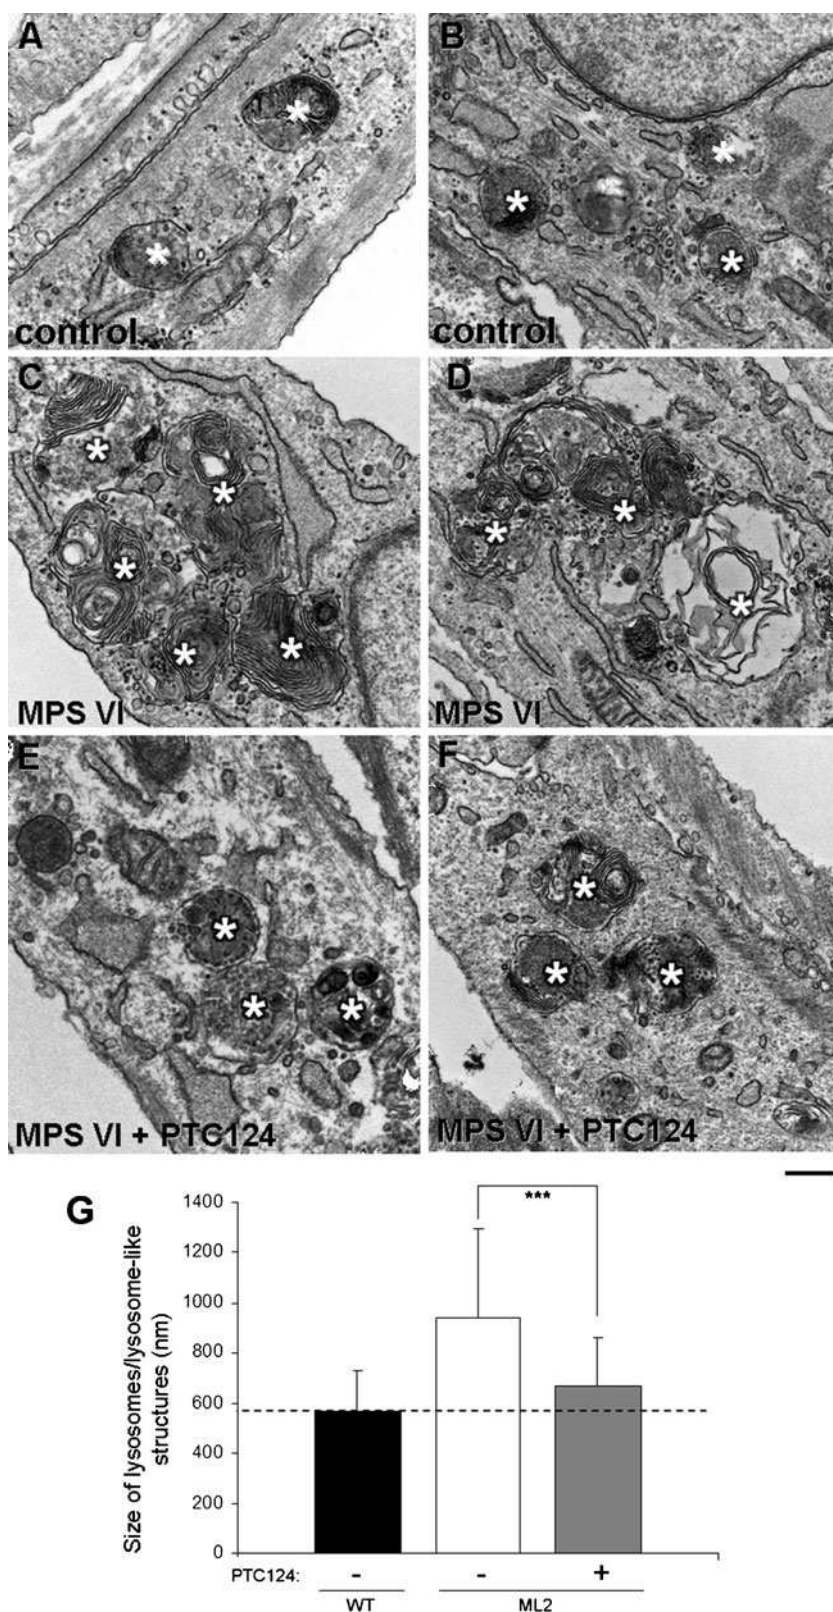 A
B
control
control
C
D
MPS VI
MPS VI
E
F
MPS VI + PTC124
MPS VI + PTC124
G
***
Size of lysosomes/lysosome-like
structures (nm)
1400
1200
1000
800
600
400
200
0
PTC124: - - +
WT ML2